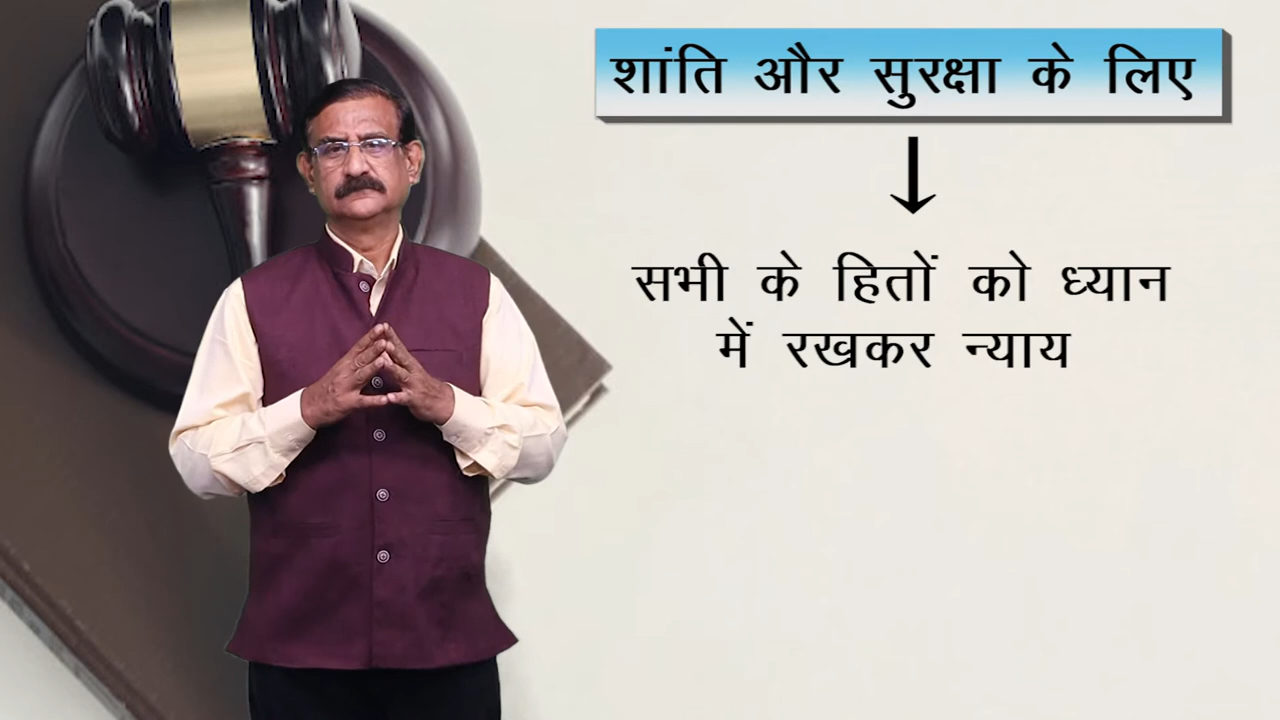 शांति और सुरक्षा के लिए
सभी के हितों को ध्यान
में रखकर न्याय